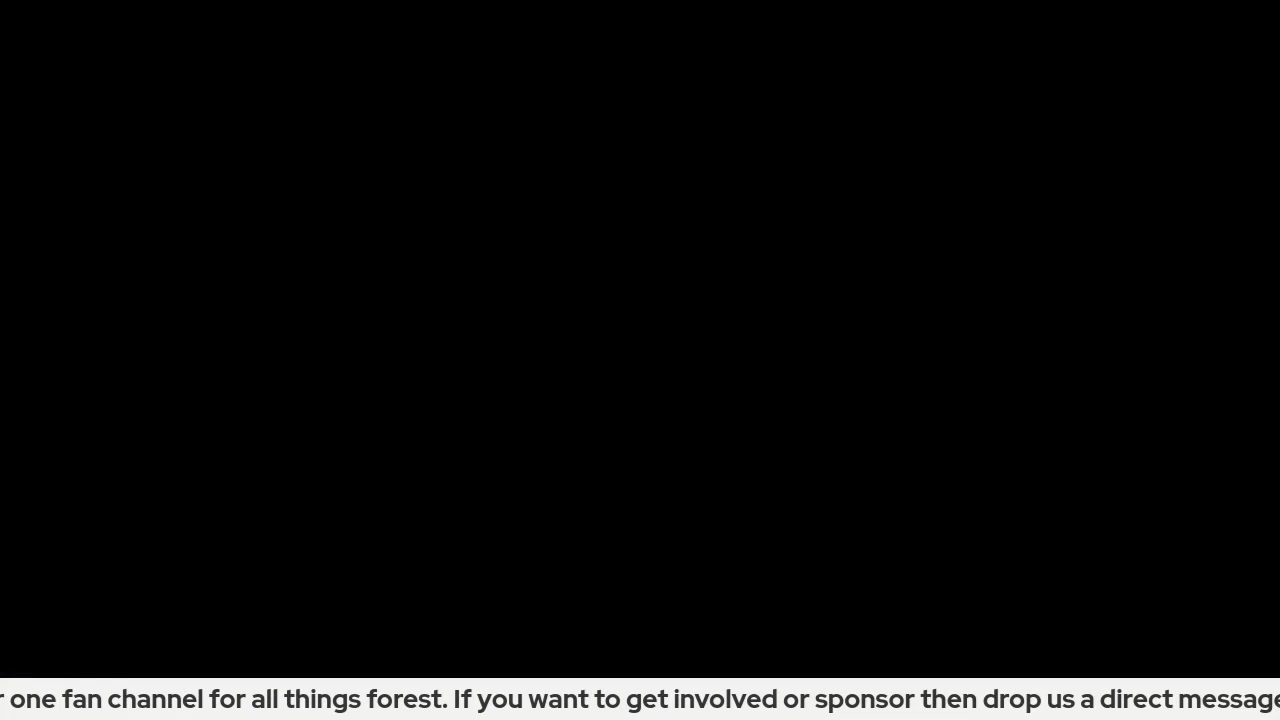 one fan channel for all things forest. If you want to get involved or sponsor then drop us a direct message